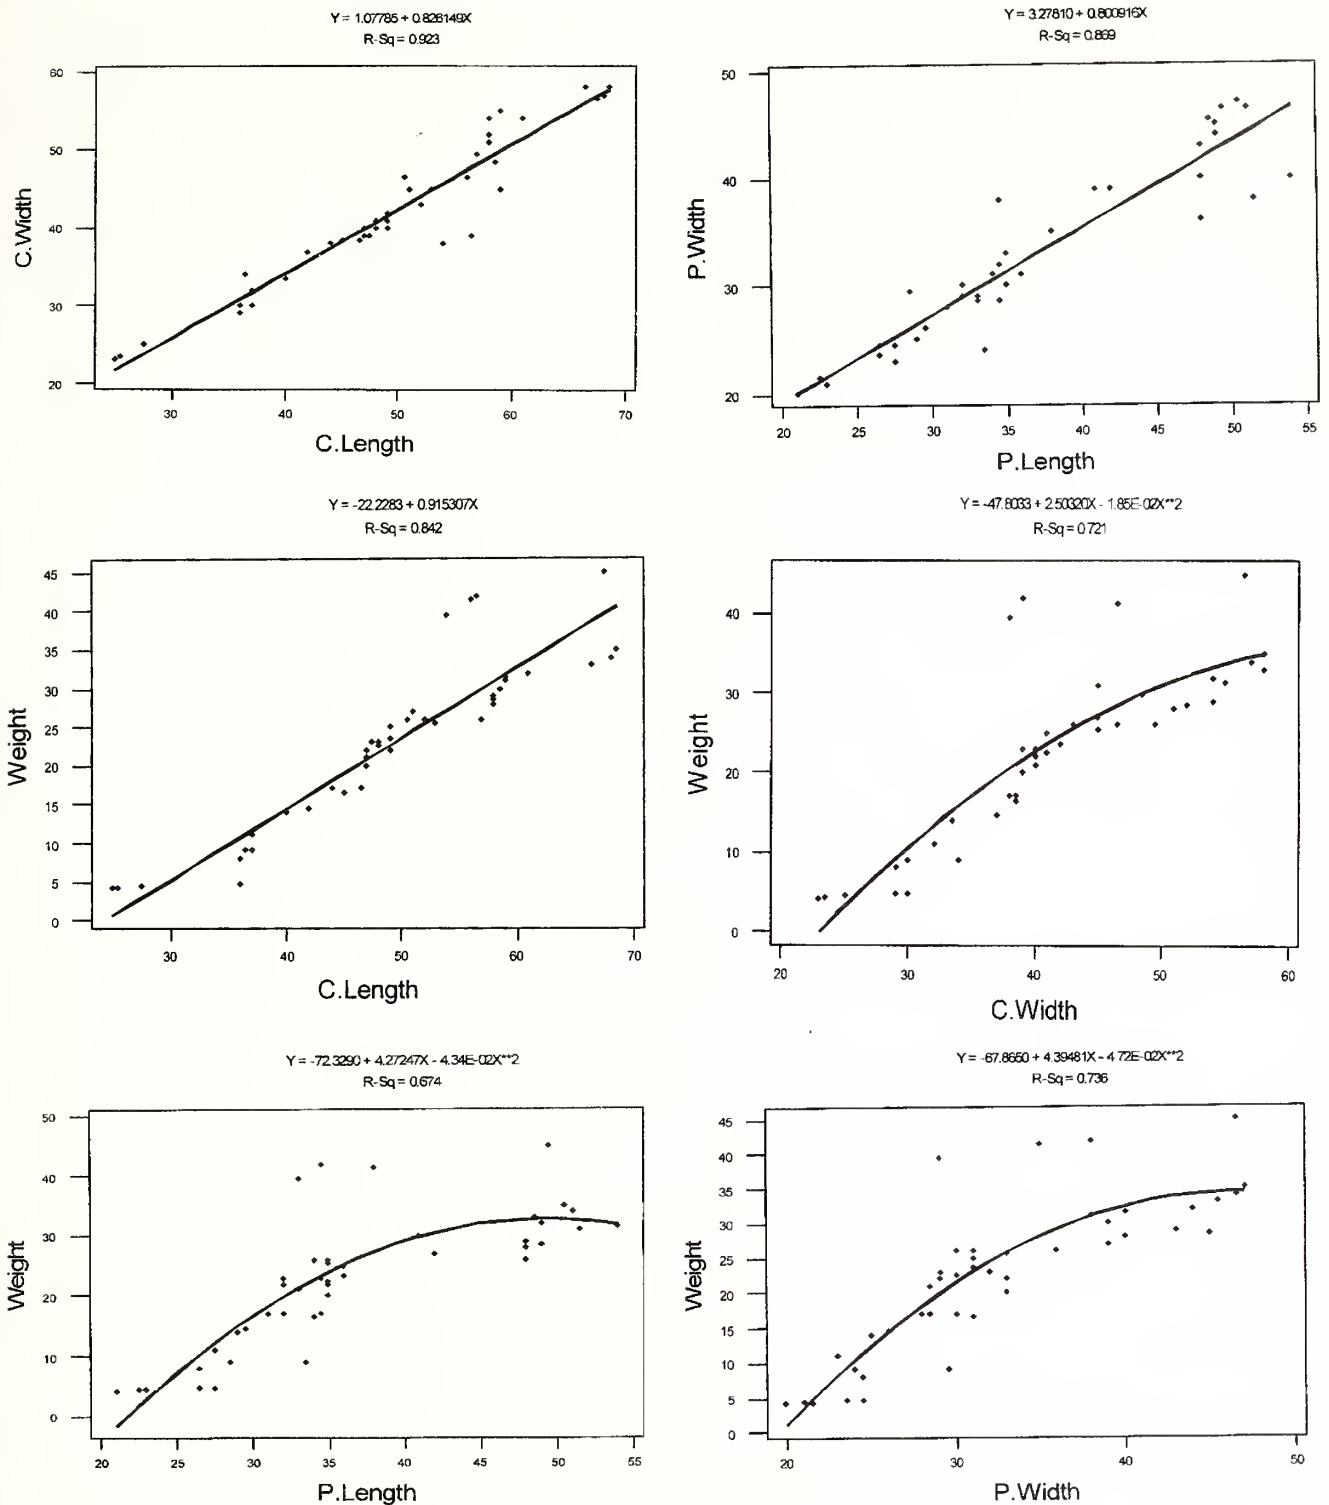 Y = 1.07785 + 0.826149X
R-Sq = 0.923
60
50
40
30
20
C.Width
30 40 50 60 70
C.Length
Y = 3.27810 + 0.800916X
R-Sq = 0.869
50
40
30
20
P.Width
20 25 30 35 40 45 50 55
P.Length
Y = -22.2283 + 0.915307X
R-Sq = 0.842
45
40
35
30
25
20
15
10
5
0
Weight
30 40 50 60 70
C.Length
Y = -47.8033 + 2.50320X - 1.85E-02X**2
R-Sq = 0.721
40
30
20
10
0
Weight
20 30 40 50 60
C.Width
Y = -72.3290 + 4.27247X - 4.34E-02X**2
R-Sq = 0.674
50
40
30
20
10
0
Weight
20 25 30 35 40 45 50 55
P.Length
Y = -67.8650 + 4.39481X - 4.72E-02X**2
R-Sq = 0.736
45
40
35
30
25
20
15
10
5
0
Weight
20 30 40 50
P.Width